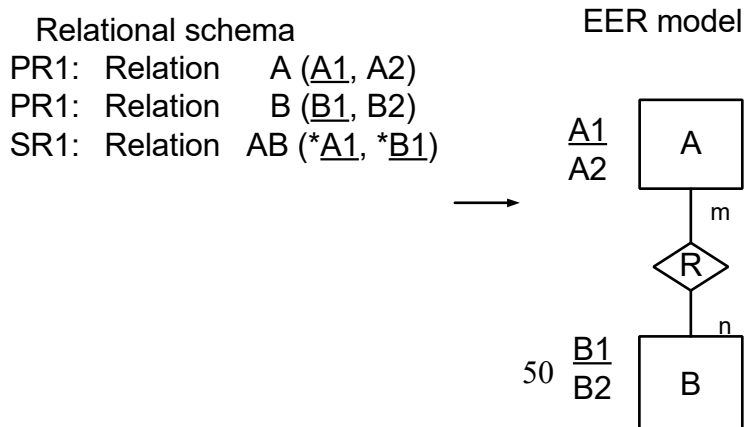 Relational schema
PR1: Relation A (A1, A2)
PR1: Relation B (B1, B2)
SR1: Relation AB (*A1, *B1)
EER model
A1
A2
A
m
R
n
50
B1
B2
B